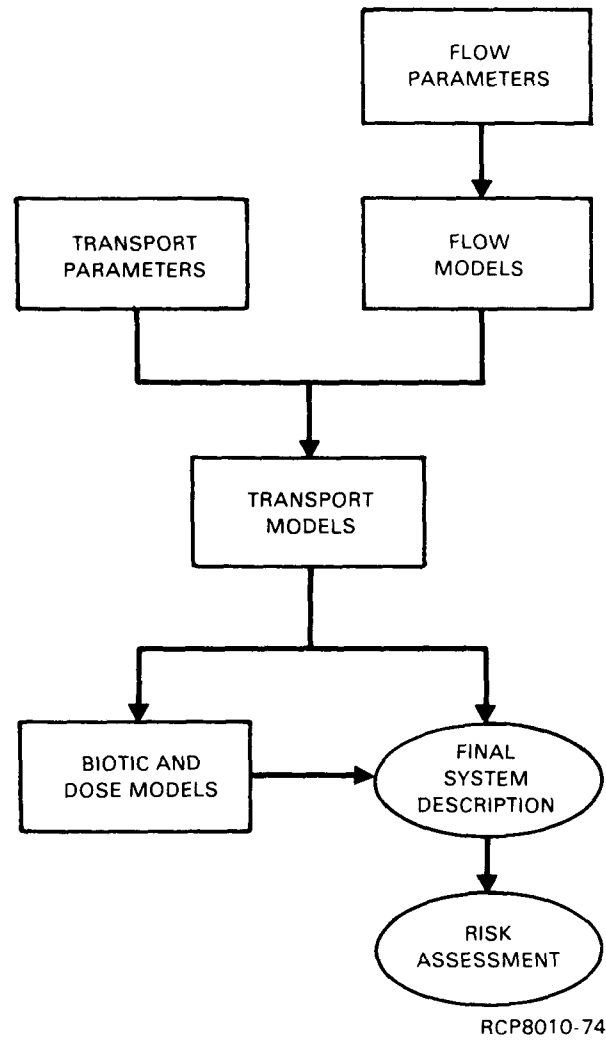 FLOW
PARAMETERS
TRANSPORT
PARAMETERS
FLOW
MODELS
TRANSPORT
MODELS
BIOTIC AND
DOSE MODELS
FINAL
SYSTEM
DESCRIPTION
RISK
ASSESSMENT
RCP8010-74